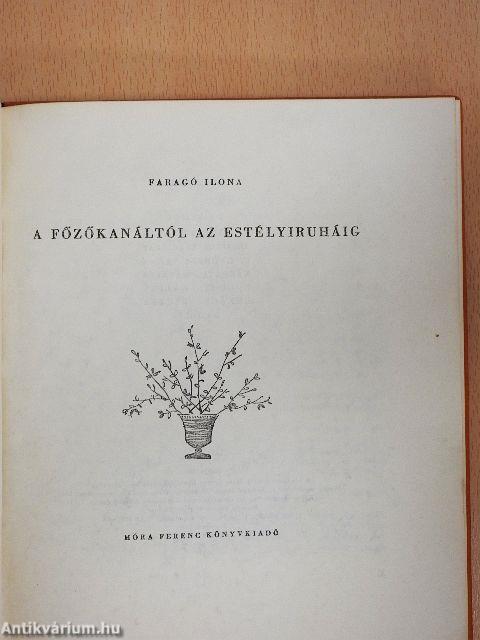 FARAGÓ ILONA
A FŐZŐKANÁLTÓL AZ ESTÉLYIRUHÁIG
MÓRA FERENC KÖNYVKIADÓ
Antikvárium.hu